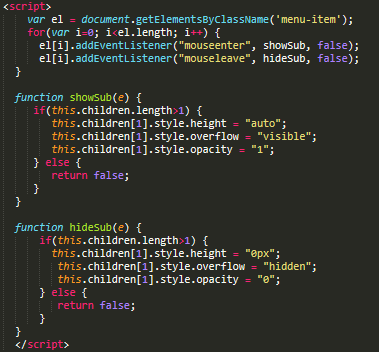 <script>
var el = document.getElementsByClassName('menu-item');
for(var i=0; i<el.length; i++) {
el[i].addEventListener("mouseenter", showSub, false);
el[i].addEventListener("mouseleave", hideSub, false);
}
function showSub(e) {
if(this.children.length>1) {
this.children[1].style.height = "auto";
this.children[1].style.overflow = "visible";
this.children[1].style.opacity = "1";
} else {
return false;
}
}
function hideSub(e) {
if(this.children.length>1) {
this.children[1].style.height = "0px";
this.children[1].style.overflow = "hidden";
this.children[1].style.opacity = "0";
} else {
return false;
}
}
</script>